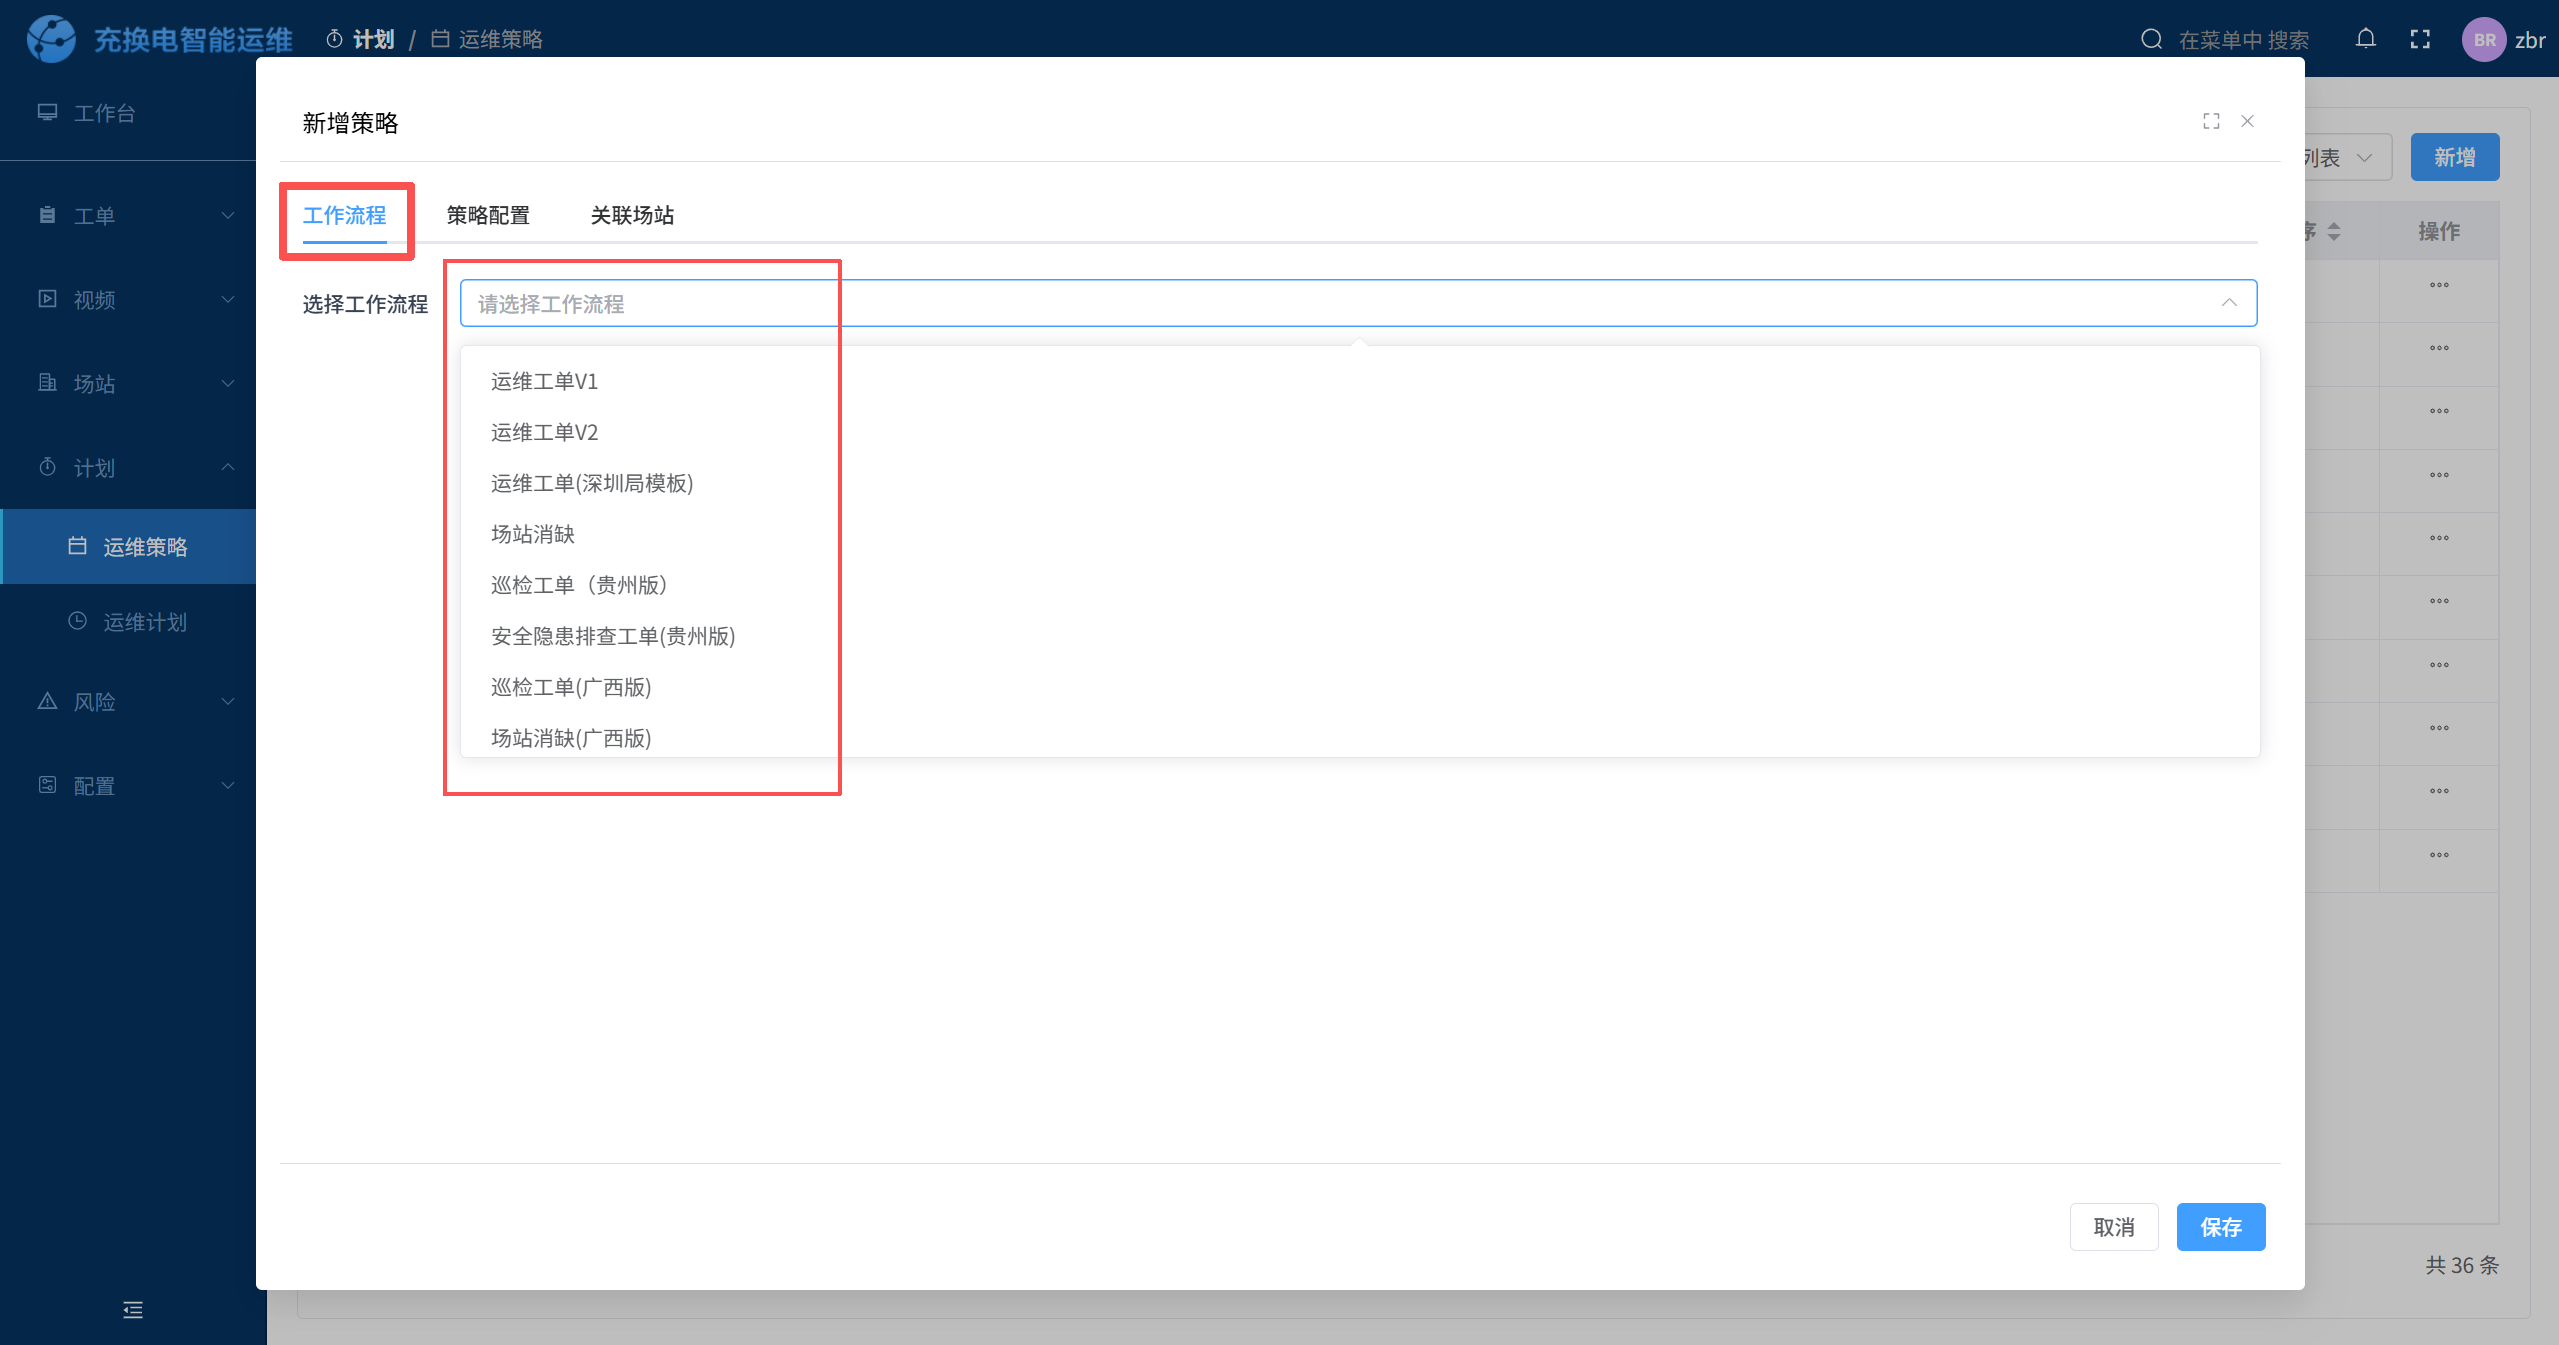 充换电智能运维
计划 / 运维策略
在菜单中 搜索
BR
zbr
工作台
工单
视频
场站
计划
运维策略
运维计划
风险
配置
新增策略
工作流程
策略配置
关联场站
选择工作流程
请选择工作流程
运维工单V1
运维工单V2
运维工单(深圳局模板)
场站消缺
巡检工单（贵州版）
安全隐患排查工单(贵州版)
巡检工单(广西版)
场站消缺(广西版)
取消
保存
列表
新增
序
操作
共 36 条